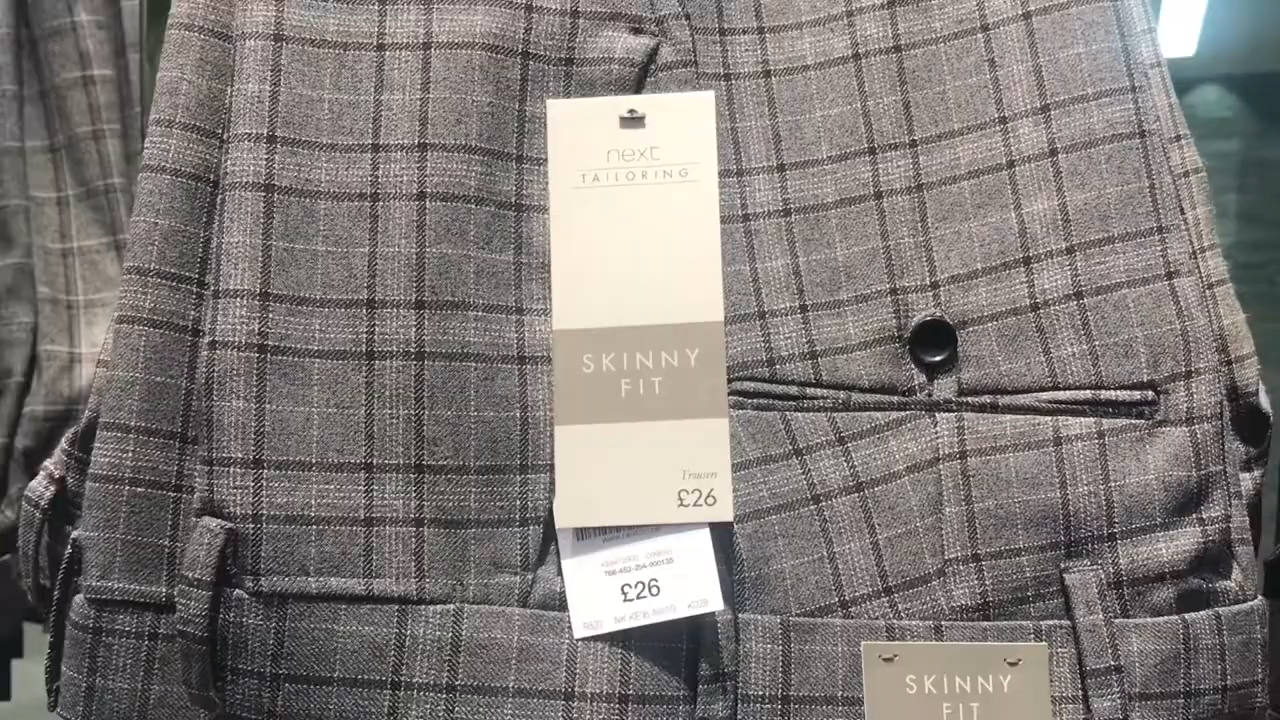 next
TAILORING
SKINNY
FIT
Trousers
£26
£26
SKINNY
FIT